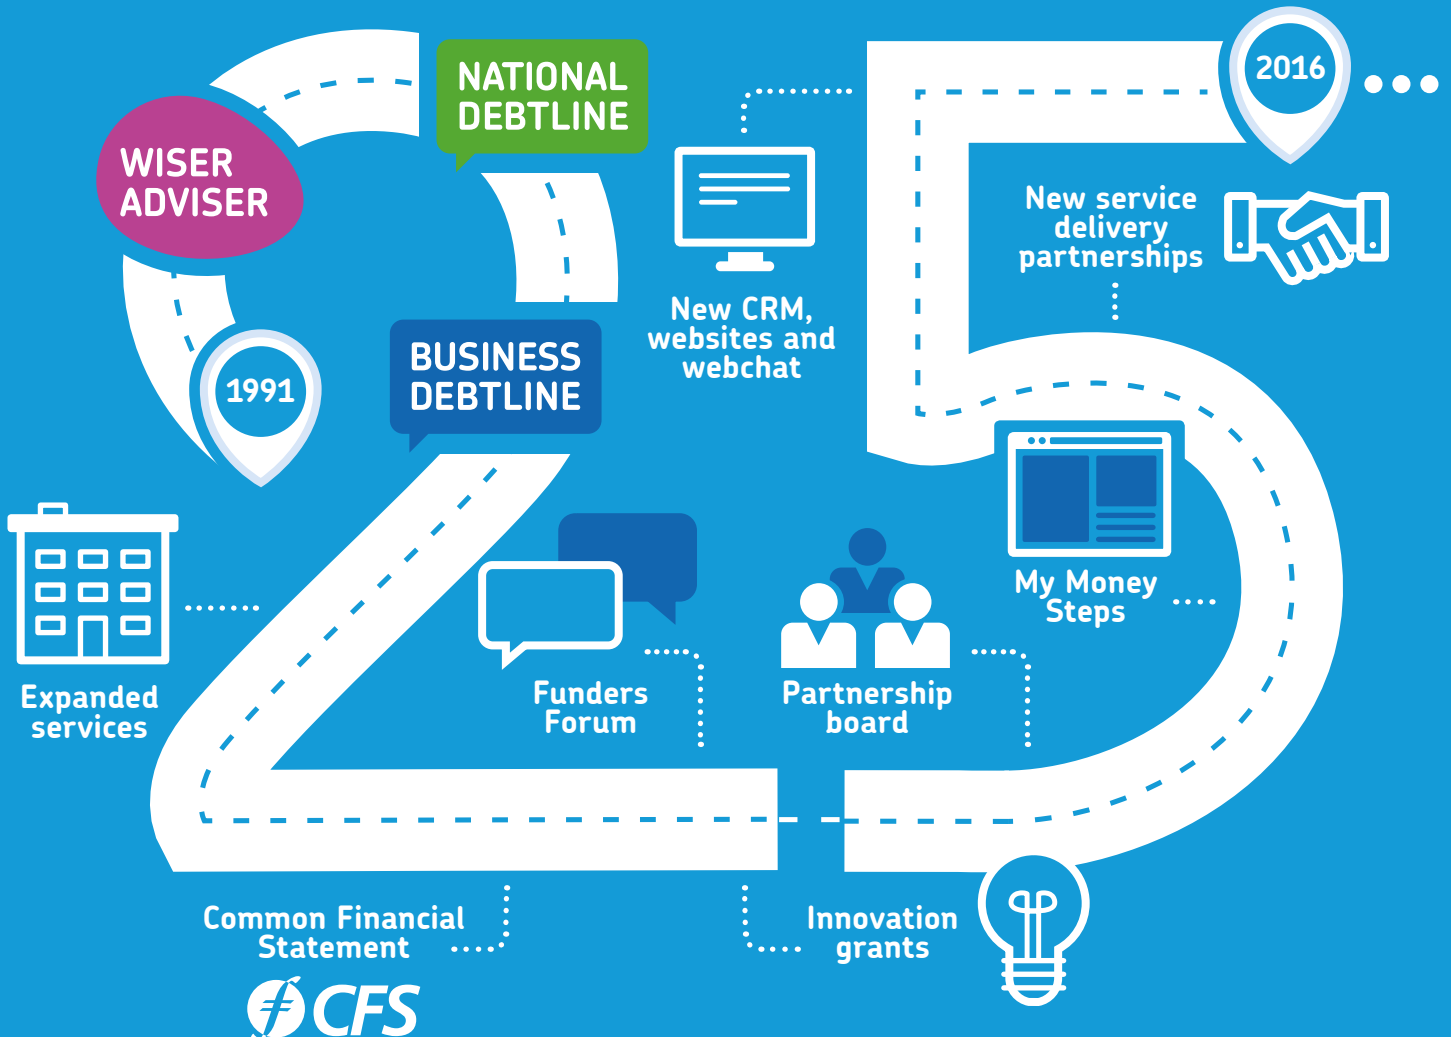 1991
WISER
ADVISER
NATIONAL
DEBTLINE
BUSINESS
DEBTLINE
Expanded
services
Common Financial
Statement
CFS
Funders
Forum
Innovation
grants
Partnership
board
My Money
Steps
New service
delivery
partnerships
New CRM,
websites and
webchat
2016